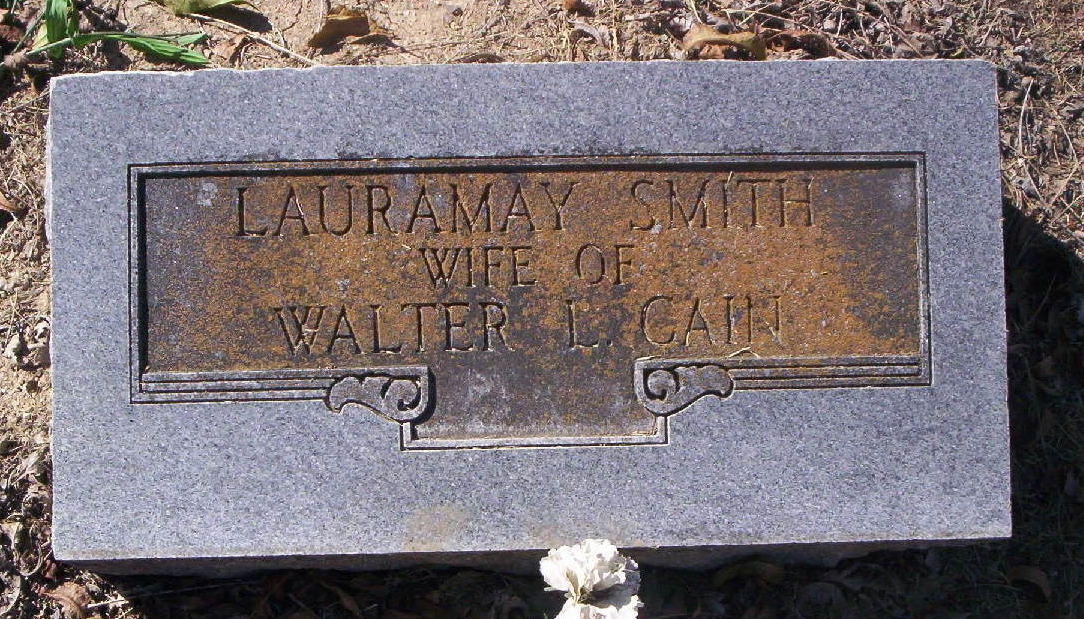 LAURAMAY SMITH
WIFE OF
WALTER L. CAIN